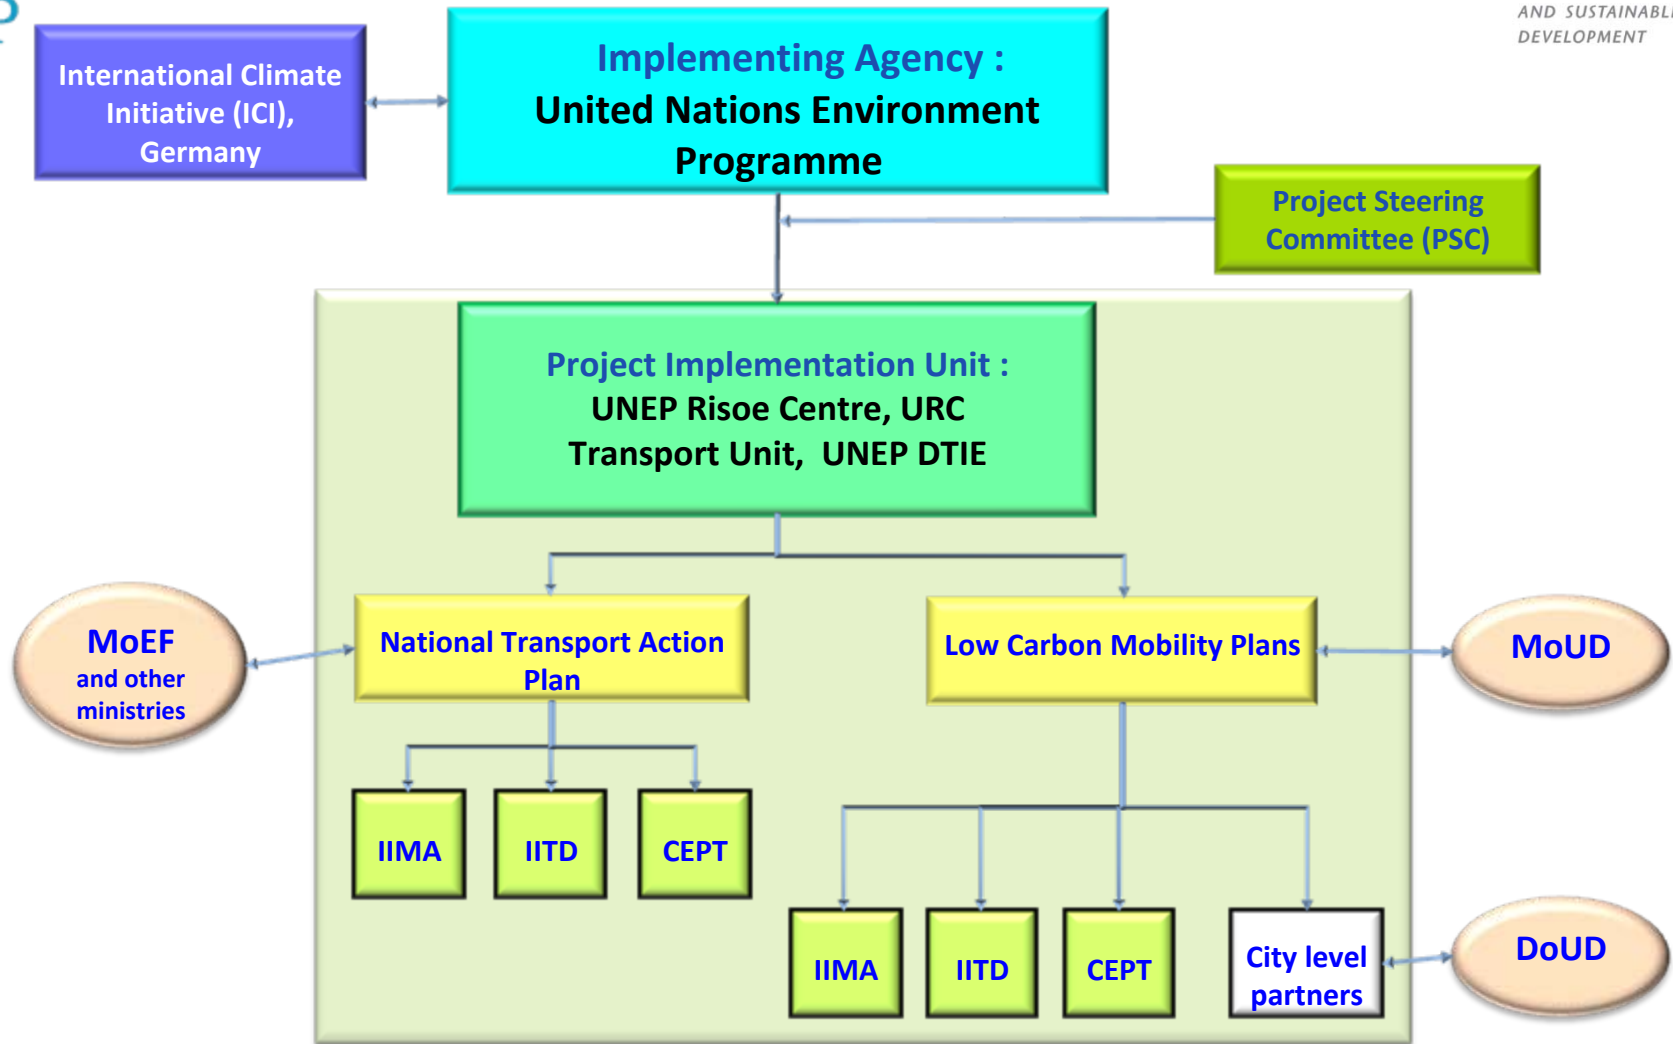 AND SUSTAINABLE
DEVELOPMENT
International Climate
Initiative (ICI),
Germany
Implementing Agency :
United Nations Environment
Programme
Project Steering
Committee (PSC)
Project Implementation Unit :
UNEP Risoe Centre, URC
Transport Unit, UNEP DTIE
MoEF
and other
ministries
National Transport Action
Plan
Low Carbon Mobility Plans
MoUD
IIMA
IITD
CEPT
IIMA
IITD
CEPT
City level
partners
DoUD